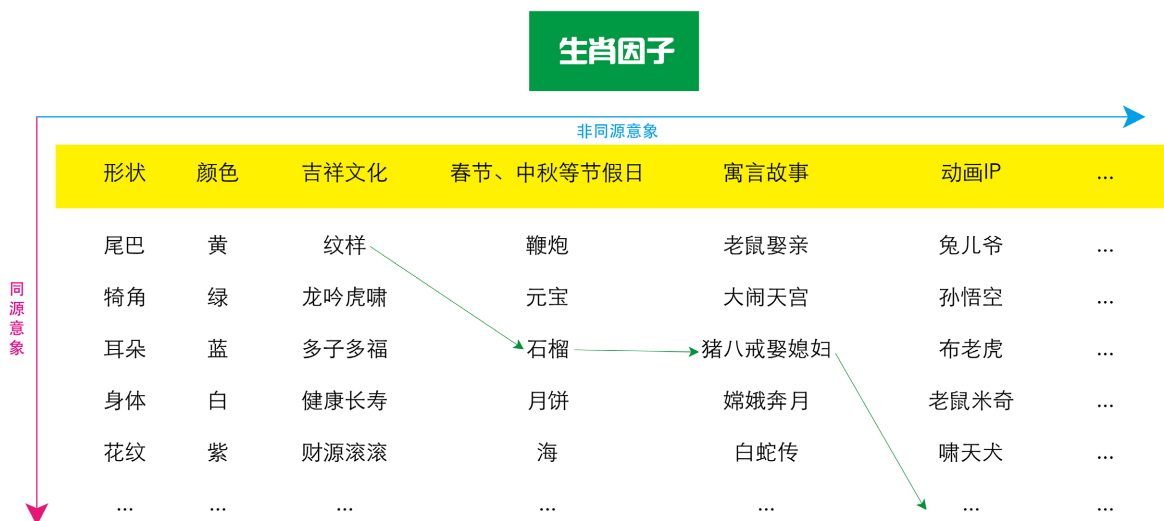 生肖因子
非同源意象
形状 颜色 吉祥文化 春节、中秋等节假日 寓言故事 动画IP ...
尾巴 黄 纹样 鞭炮 老鼠娶亲 兔儿爷 ...
犄角 绿 龙吟虎啸 元宝 大闹天宫 孙悟空 ...
耳朵 蓝 多子多福 石榴 猪八戒娶媳妇 布老虎 ...
身体 白 健康长寿 月饼 嫦娥奔月 老鼠米奇 ...
花纹 紫 财源滚滚 海 白蛇传 啸天犬 ...
... ... ... ... ... ... ...
同源意象